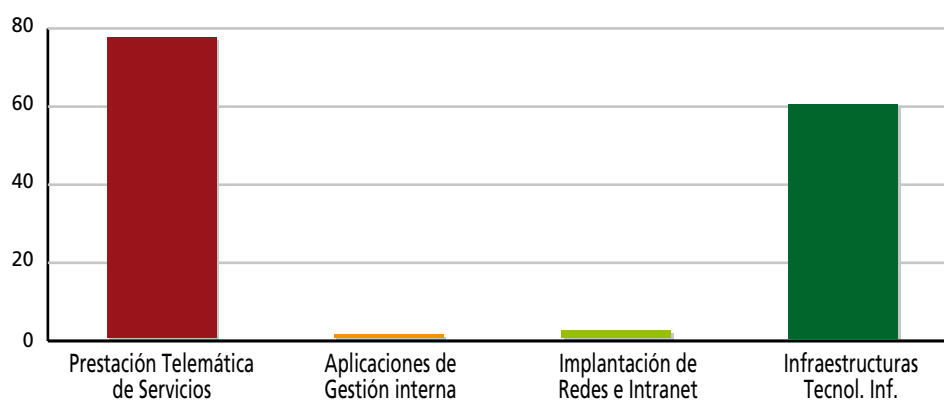 80
60
40
20
0
Prestación Telemática
de Servicios
Aplicaciones de
Gestión interna
Implantación de
Redes e Intranet
Infraestructuras
Tecnol. Inf.